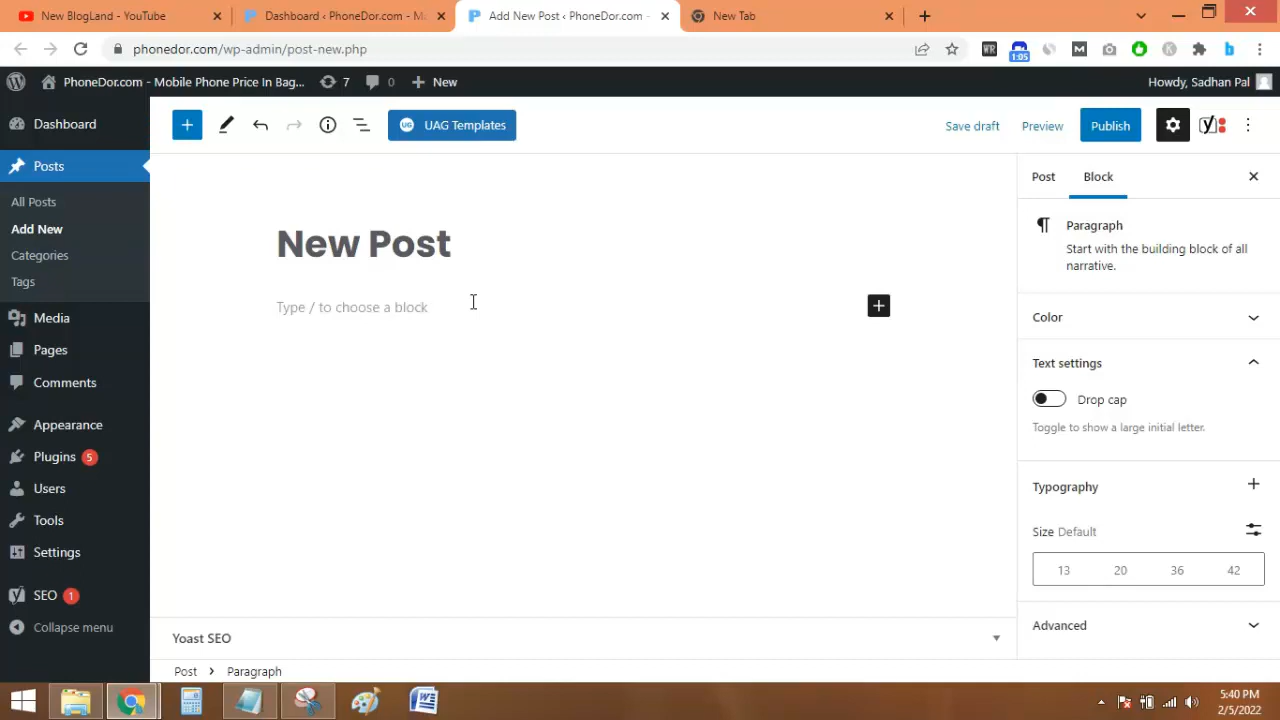 New BlogLand - YouTube
Dashboard ‹ PhoneDor.com - M
Add New Post ‹ PhoneDor.com -
New Tab
phonedor.com/wp-admin/post-new.php
1:05
PhoneDor.com - Mobile Phone Price In Bag...
7
0
New
Howdy, Sadhan Pal
Dashboard
Posts
All Posts
Add New
Categories
Tags
Media
Pages
Comments
Appearance
Plugins 5
Users
Tools
Settings
SEO 1
Collapse menu
UG UAG Templates
Save draft
Preview
Publish
New Post
Type / to choose a block
Post
Block
Paragraph
Start with the building block of all
narrative.
Color
Text settings
Drop cap
Toggle to show a large initial letter.
Typography
Size Default
13 20 36 42
Advanced
Yoast SEO
Post > Paragraph
5:40 PM
2/5/2022